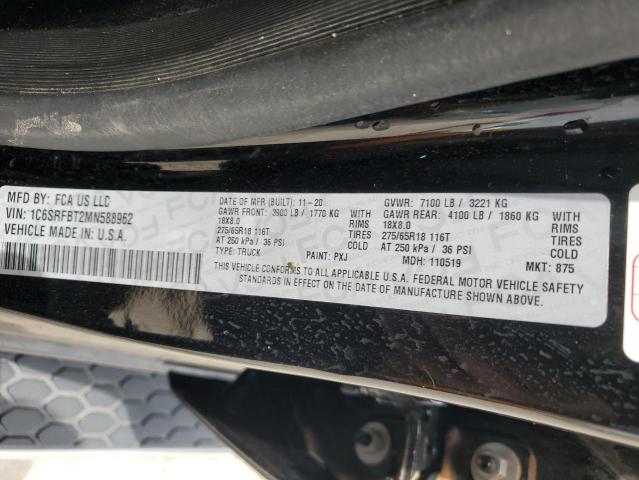 MFD BY: FCA US LLC
VIN: 1C6SRFBT2MN588962
VEHICLE MADE IN U.S.A.
DATE OF MFR (BUILT): 11-20
GAWR FRONT: 3900 LB / 1770 KG WITH
18X8.0 RIMS
275/65R18 116T TIRES
AT 250 kPa / 36 PSI COLD
TYPE: TRUCK PAINT: PXJ
GVWR: 7100 LB / 3221 KG
GAWR REAR: 4100 LB / 1860 KG WITH
18X8.0 RIMS
275/65R18 116T TIRES
AT 250 kPa / 36 PSI COLD
MDH: 110519 MKT: 875
THIS VEHICLE CONFORMS TO ALL APPLICABLE U.S.A. FEDERAL MOTOR VEHICLE SAFETY
STANDARDS IN EFFECT ON THE DATE OF MANUFACTURE SHOWN ABOVE.